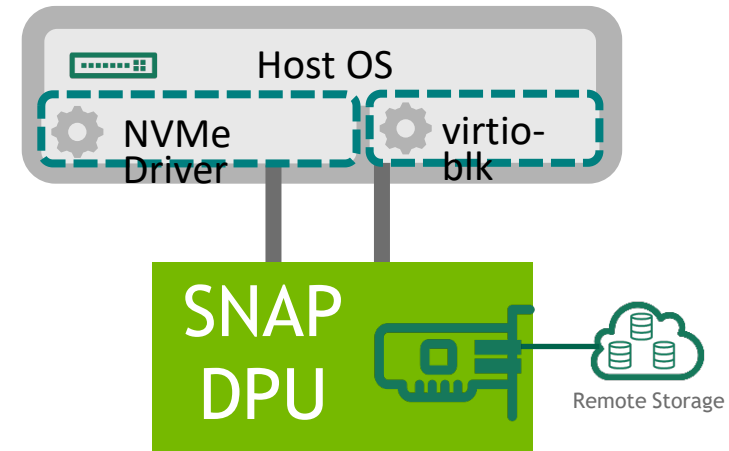 Host OS
NVMe
Driver
virtio-
blk
SNAP
DPU
Remote Storage